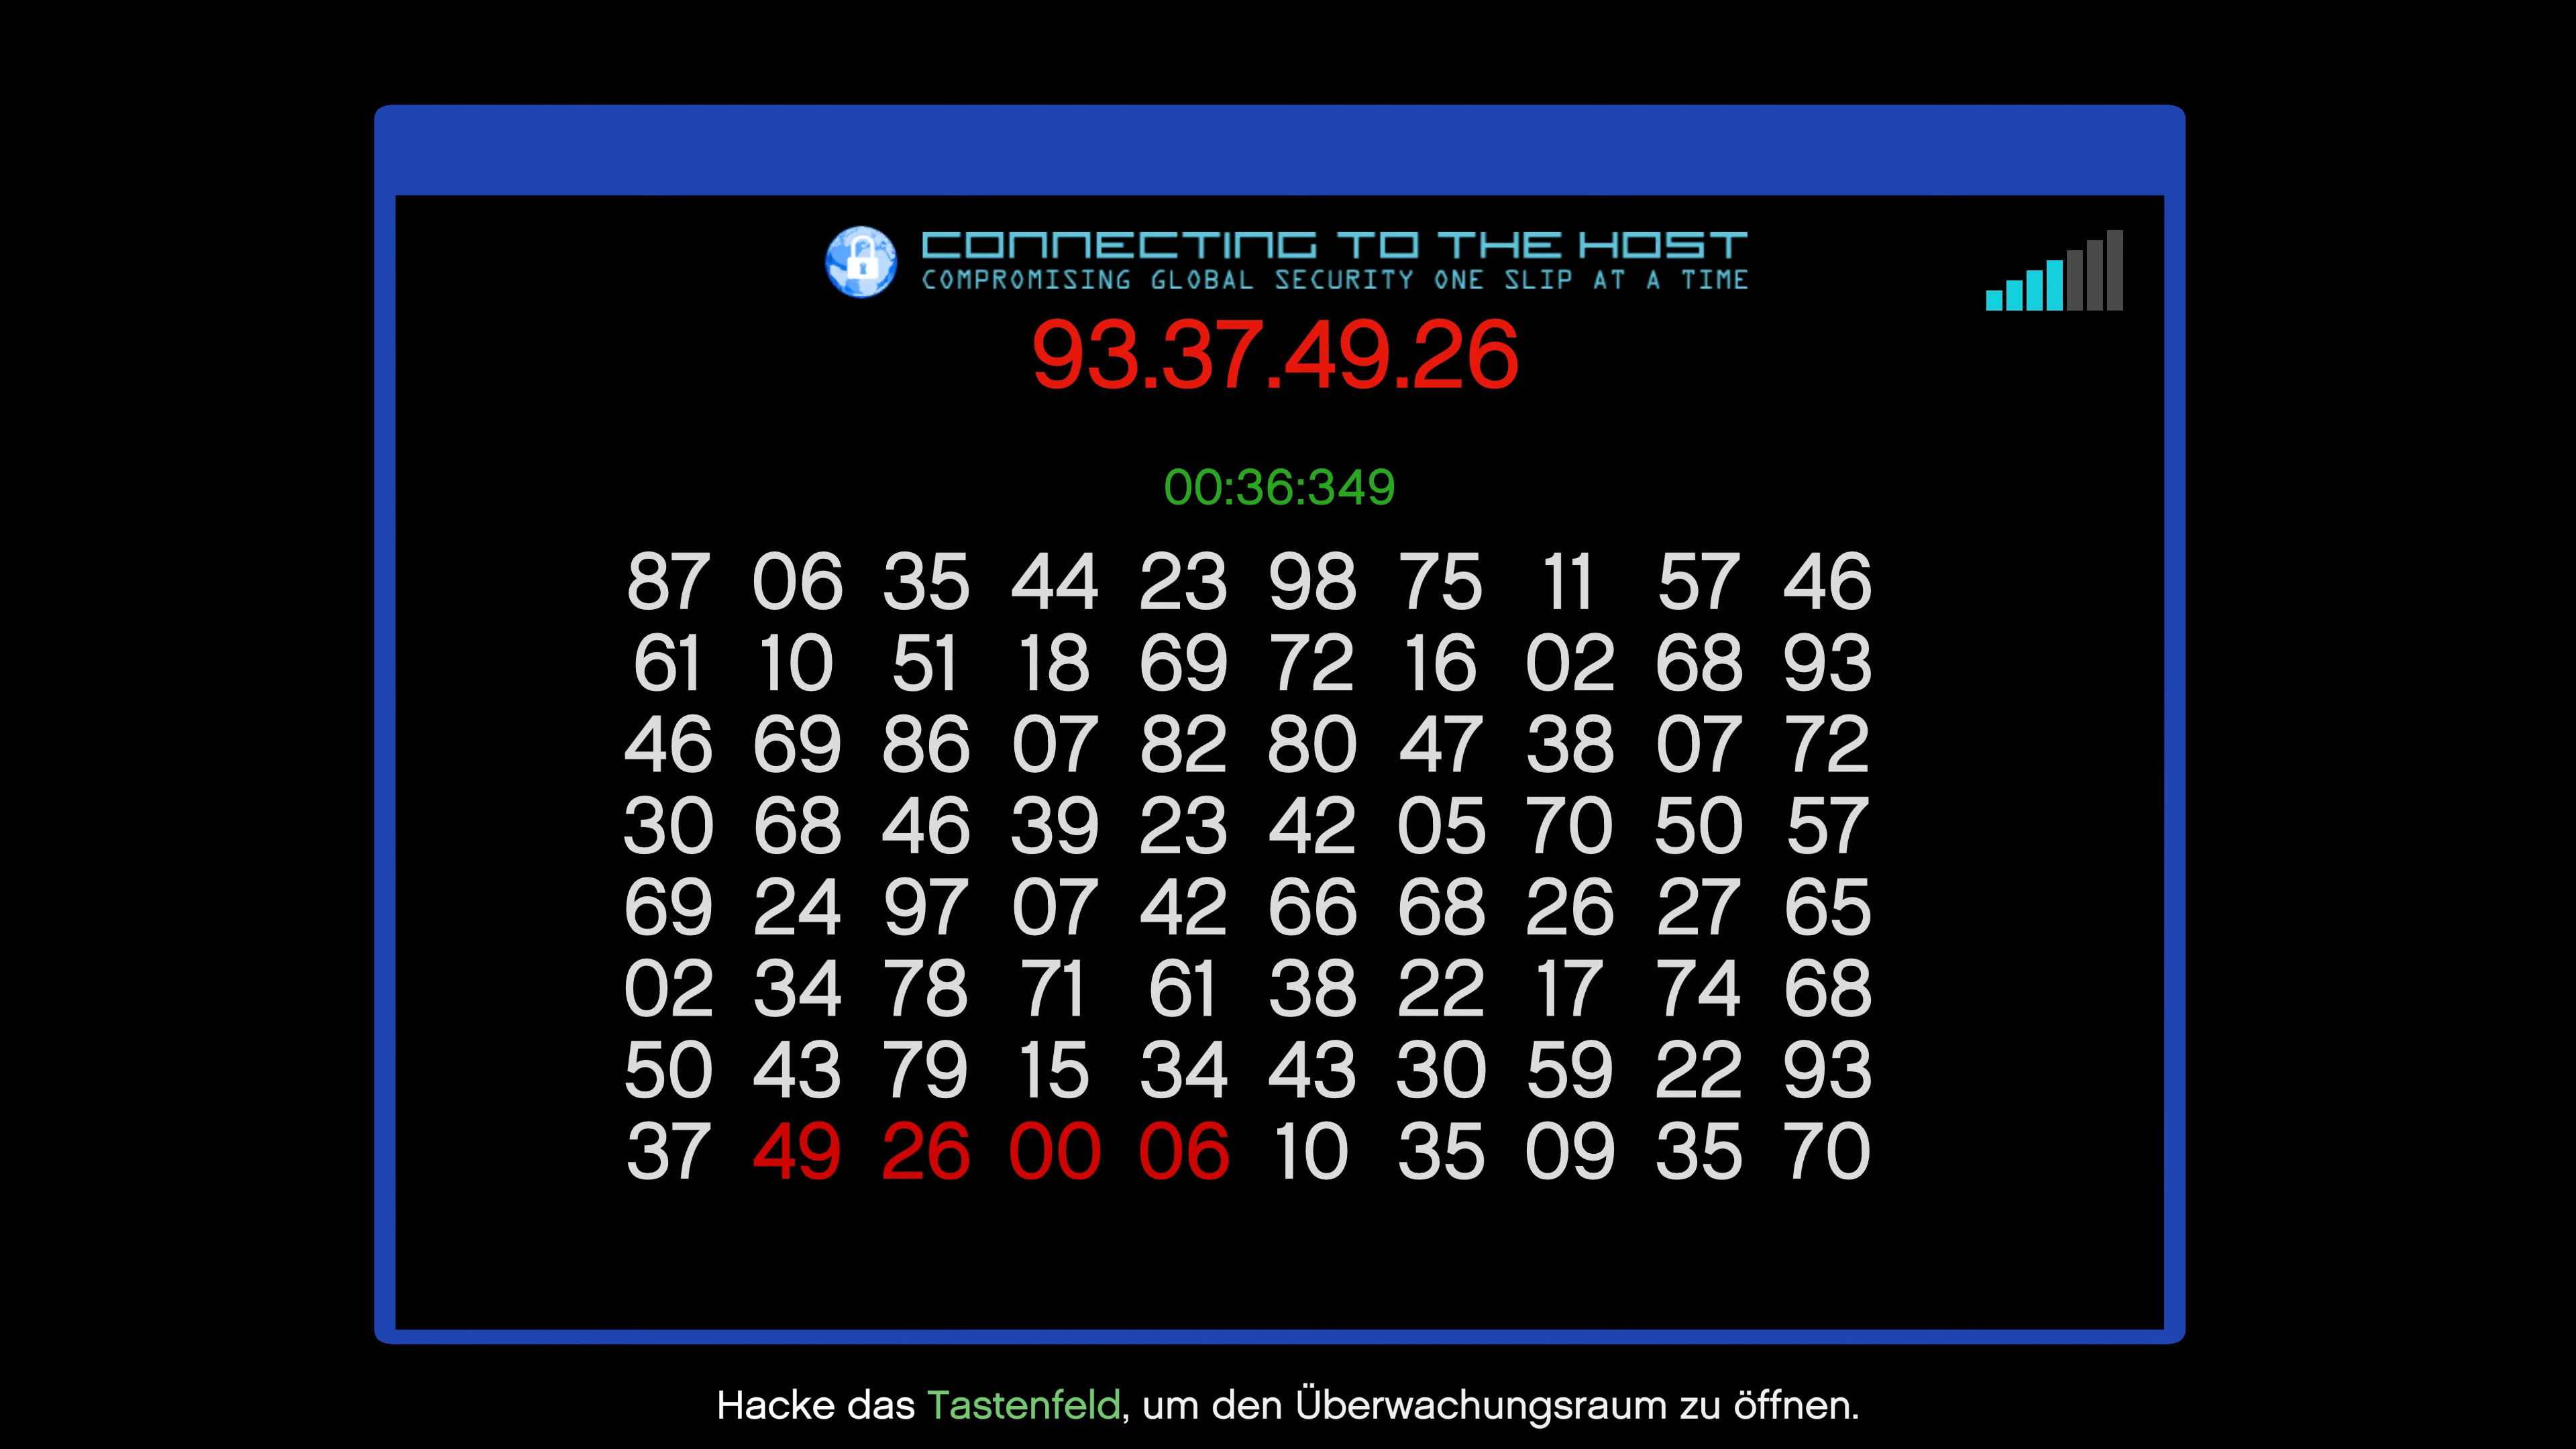 CONNECTING TO THE HOST
COMPROMISING GLOBAL SECURITY ONE SLIP AT A TIME
93.37.49.26
00:36:349
87 06 35 44 23 98 75 11 57 46
61 10 51 18 69 72 16 02 68 93
46 69 86 07 82 80 47 38 07 72
30 68 46 39 23 42 05 70 50 57
69 24 97 07 42 66 68 26 27 65
02 34 78 71 61 38 22 17 74 68
50 43 79 15 34 43 30 59 22 93
37 49 26 00 06 10 35 09 35 70
Hacke das Tastenfeld, um den Überwachungsraum zu öffnen.